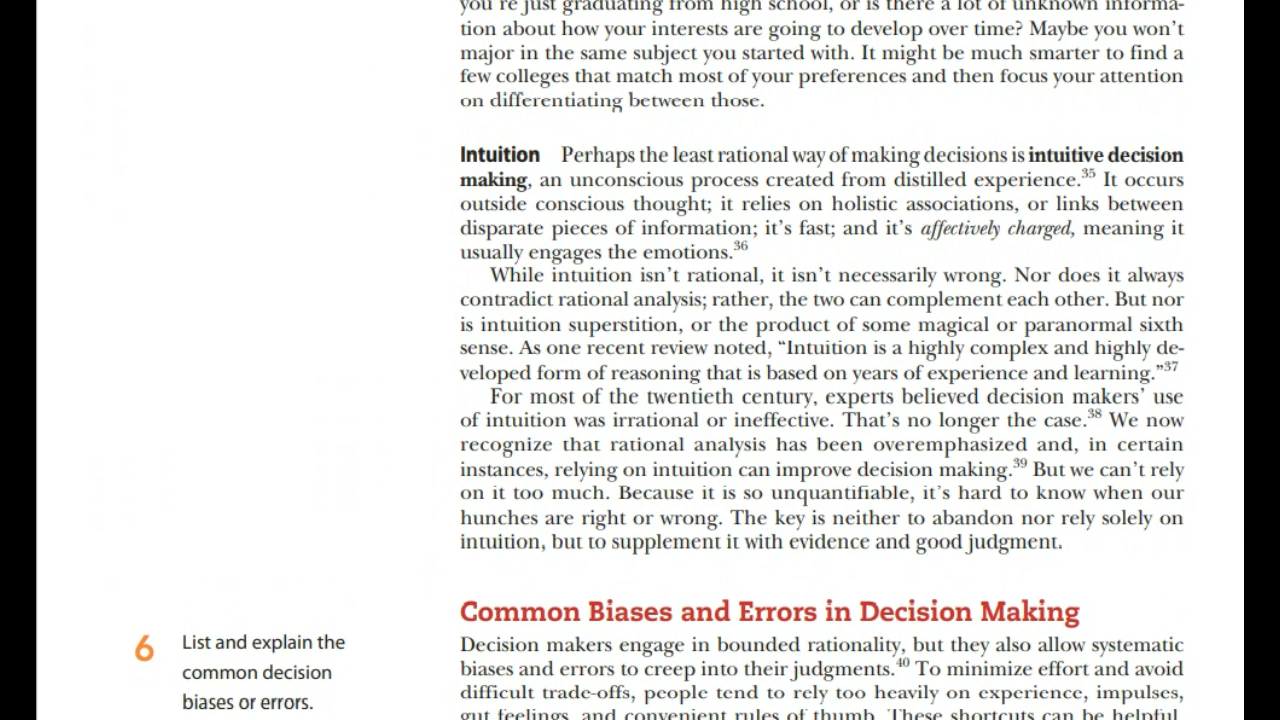 you're just graduating from high school, or is there a lot of unknown informa-
tion about how your interests are going to develop over time? Maybe you won't
major in the same subject you started with. It might be much smarter to find a
few colleges that match most of your preferences and then focus your attention
on differentiating between those.
Intuition Perhaps the least rational way of making decisions is intuitive decision
making, an unconscious process created from distilled experience.35 It occurs
outside conscious thought; it relies on holistic associations, or links between
disparate pieces of information; it's fast; and it's affectively charged, meaning it
usually engages the emotions.36
While intuition isn't rational, it isn't necessarily wrong. Nor does it always
contradict rational analysis; rather, the two can complement each other. But nor
is intuition superstition, or the product of some magical or paranormal sixth
sense. As one recent review noted, “Intuition is a highly complex and highly de-
veloped form of reasoning that is based on years of experience and learning.”37
For most of the twentieth century, experts believed decision makers' use
of intuition was irrational or ineffective. That's no longer the case.38 We now
recognize that rational analysis has been overemphasized and, in certain
instances, relying on intuition can improve decision making.39 But we can't rely
on it too much. Because it is so unquantifiable, it's hard to know when our
hunches are right or wrong. The key is neither to abandon nor rely solely on
intuition, but to supplement it with evidence and good judgment.
Common Biases and Errors in Decision Making
6 List and explain the
common decision
biases or errors.
Decision makers engage in bounded rationality, but they also allow systematic
biases and errors to creep into their judgments.40 To minimize effort and avoid
difficult trade-offs, people tend to rely too heavily on experience, impulses,
gut feelings, and convenient rules of thumb. These shortcuts can be helpful.